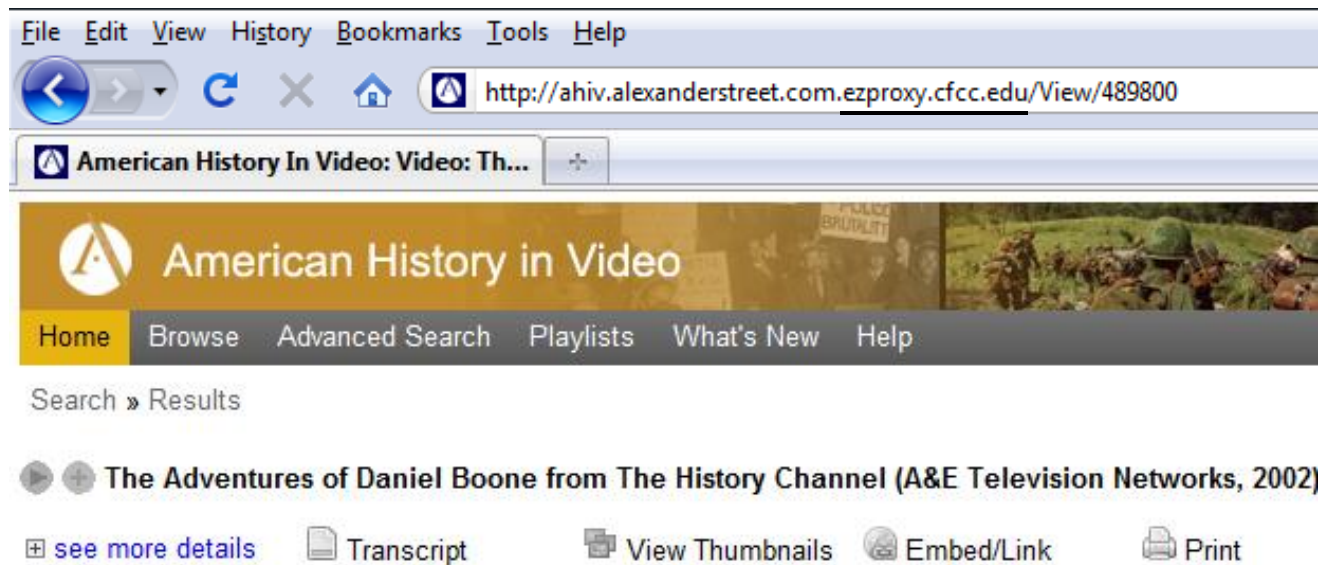 File Edit View History Bookmarks Tools Help
http://ahiv.alexanderstreet.com.ezproxy.cfcc.edu/View/489800
American History In Video: Video: Th...
POLICE
BRUTALITY
American History in Video
Home Browse Advanced Search Playlists What's New Help
Search » Results
The Adventures of Daniel Boone from The History Channel (A&E Television Networks, 2002)
see more details Transcript View Thumbnails Embed/Link Print